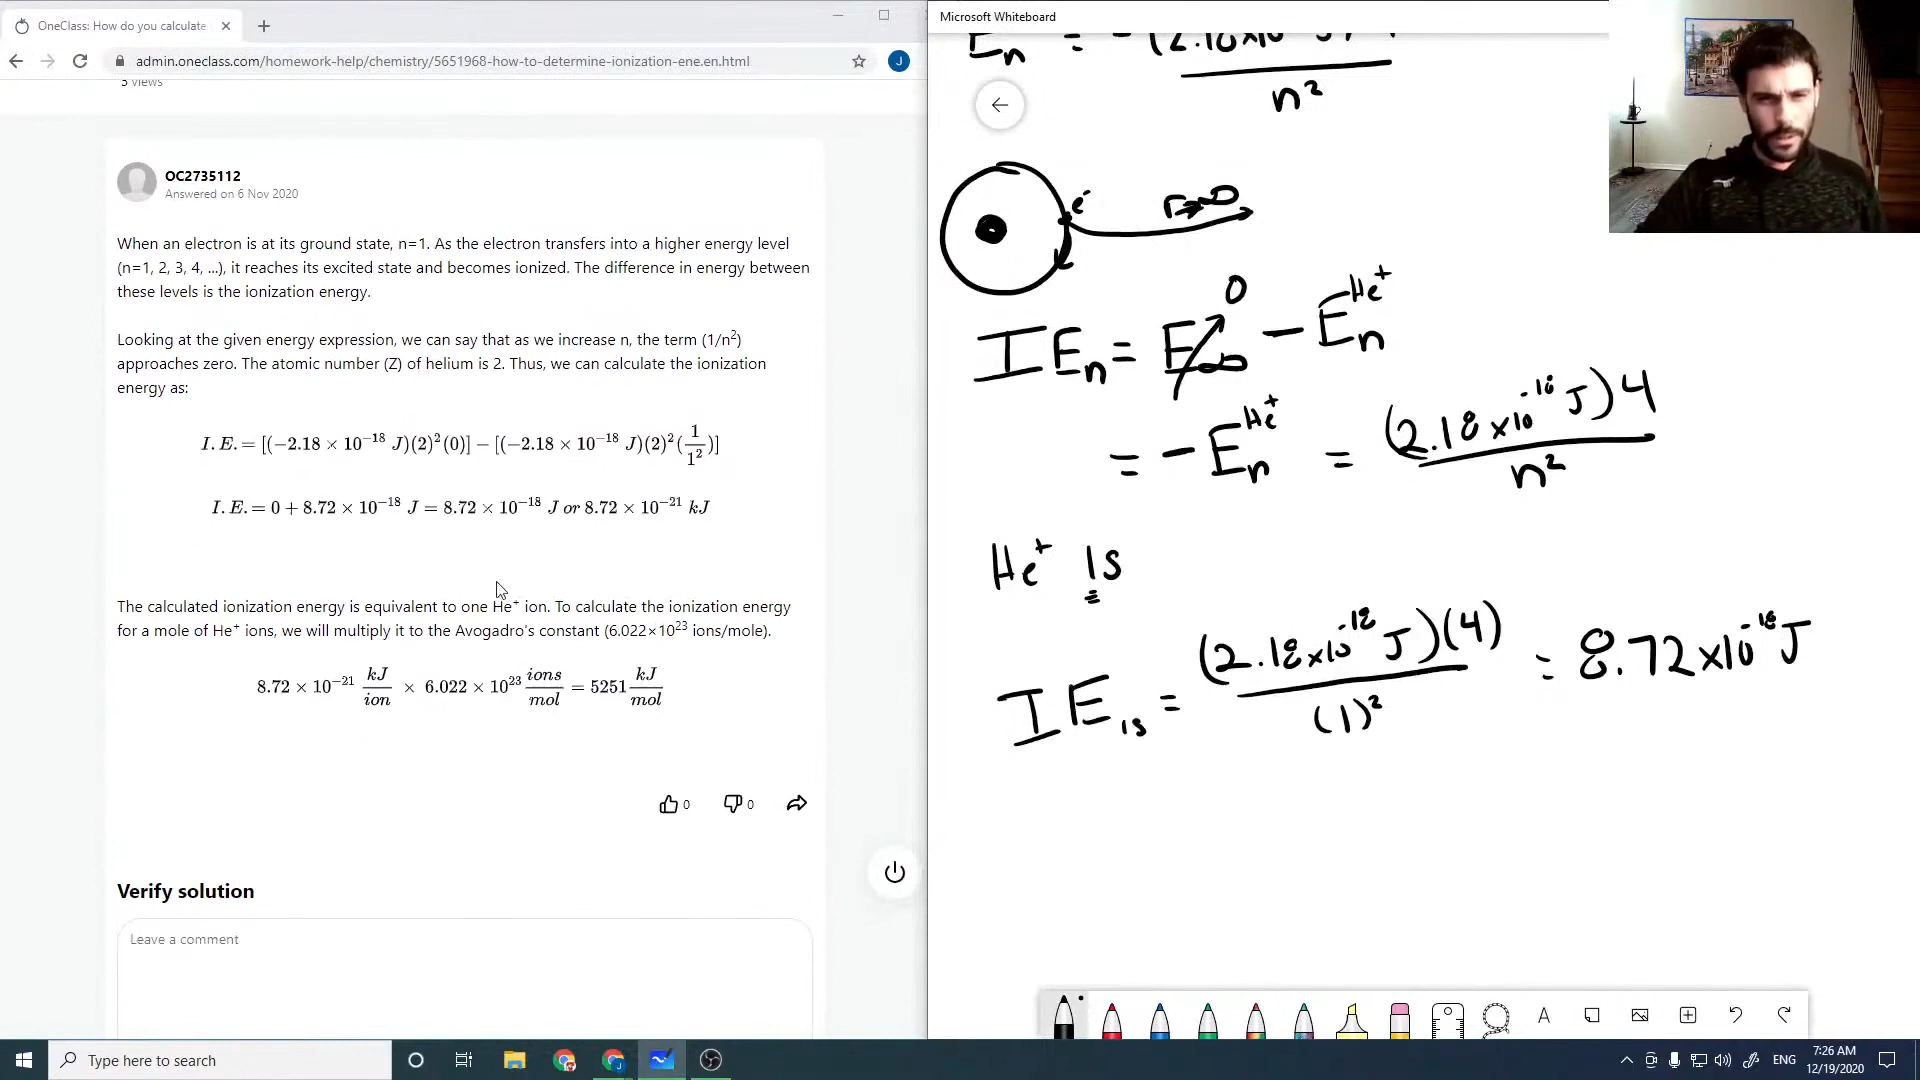 OneClass: How do you calculate
admin.oneclass.com/homework-help/chemistry/5651968-how-to-determine-ionization-ene.en.html
J
3 views
OC2735112
Answered on 6 Nov 2020
When an electron is at its ground state, n=1. As the electron transfers into a higher energy level
(n=1, 2, 3, 4, ...), it reaches its excited state and becomes ionized. The difference in energy between
these levels is the ionization energy.
Looking at the given energy expression, we can say that as we increase n, the term (1/n²)
approaches zero. The atomic number (Z) of helium is 2. Thus, we can calculate the ionization
energy as:
I. E. = [(−2.18 × 10⁻¹⁸ J)(2)²(0)] − [(−2.18 × 10⁻¹⁸ J)(2)²(1/1²)]
I. E. = 0 + 8.72 × 10⁻¹⁸ J = 8.72 × 10⁻¹⁸ J or 8.72 × 10⁻²¹ kJ
The calculated ionization energy is equivalent to one He⁺ ion. To calculate the ionization energy
for a mole of He⁺ ions, we will multiply it to the Avogadro's constant (6.022×10²³ ions/mole).
8.72 × 10⁻²¹ kJ/ion × 6.022 × 10²³ ions/mol = 5251 kJ/mol
0 0
Verify solution
Leave a comment
Microsoft Whiteboard
n²
e⁻ r→∞
IEₙ = E∞ 0 − Eₙ He⁺
= − Eₙ He⁺ = (2.18×10⁻¹⁸ J)4 / n²
He⁺ 1s
IE₁ₛ = (2.18×10⁻¹⁸ J)(4) / (1)² = 8.72×10⁻¹⁸ J
A
Type here to search
ENG
7:26 AM
12/19/2020